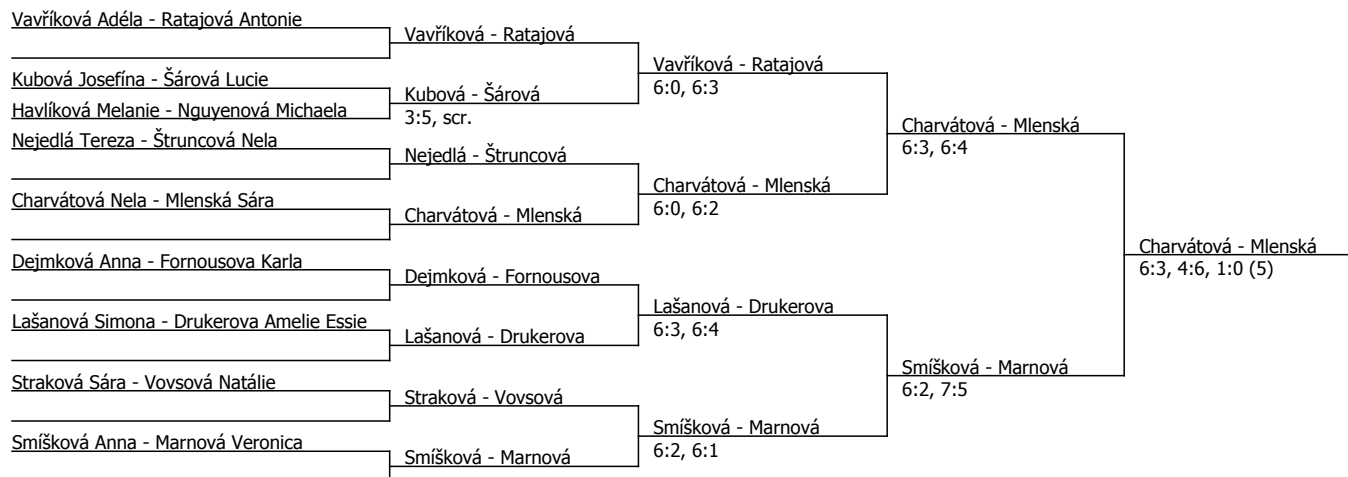 Vavříková Adéla - Ratajová Antonie
Kubová Josefína - Šárová Lucie
Havlíková Melanie - Nguyenová Michaela
Nejedlá Tereza - Štruncová Nela
Charvátová Nela - Mlenská Sára
Dejmková Anna - Fornousova Karla
Lašanová Simona - Drukerova Amelie Essie
Straková Sára - Vovsová Natálie
Smíšková Anna - Marnová Veronica
Vavříková - Ratajová
Kubová - Šárová
3:5, scr.
Nejedlá - Štruncová
Charvátová - Mlenská
Dejmková - Fornousova
Lašanová - Drukerova
Straková - Vovsová
Smíšková - Marnová
Vavříková - Ratajová
6:0, 6:3
Charvátová - Mlenská
6:0, 6:2
Lašanová - Drukerova
6:3, 6:4
Smíšková - Marnová
6:2, 6:1
Charvátová - Mlenská
6:3, 6:4
Smíšková - Marnová
6:2, 7:5
Charvátová - Mlenská
6:3, 4:6, 1:0 (5)